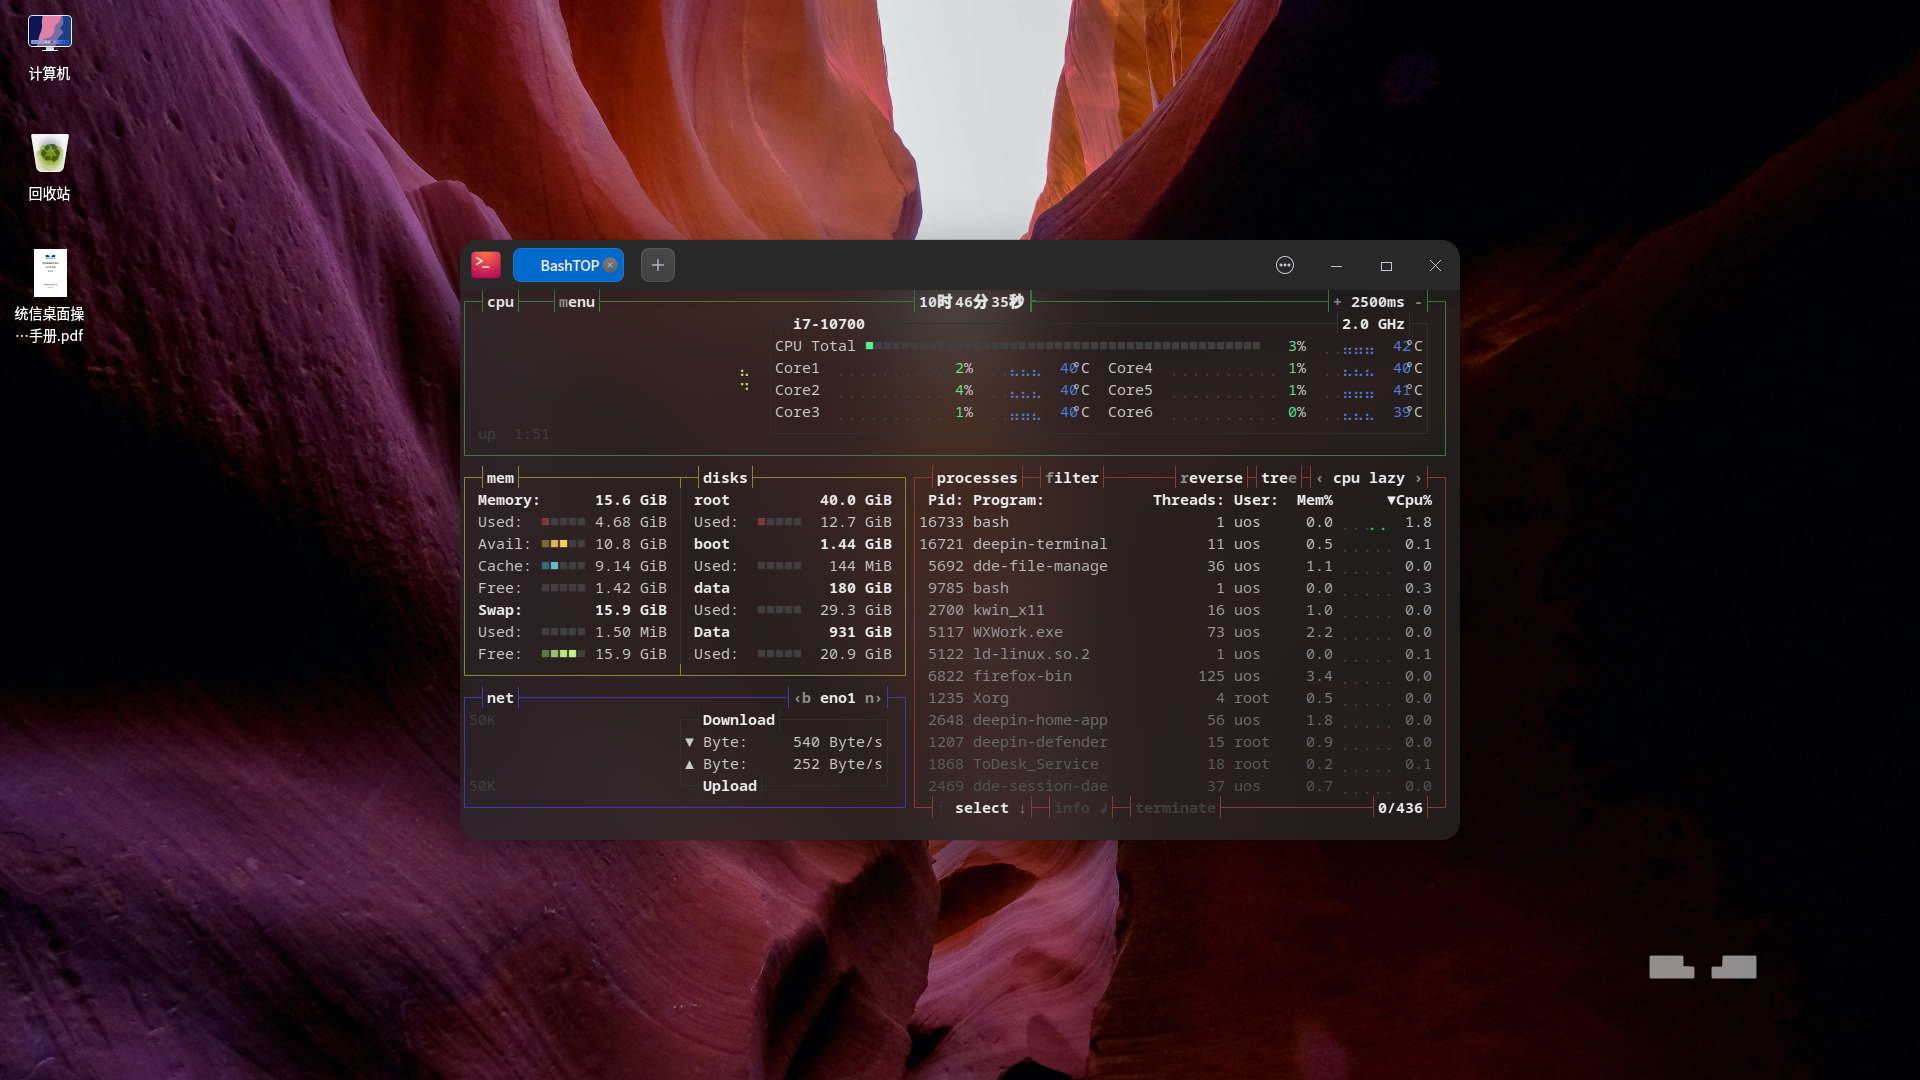 计算机
回收站
统信桌面操
…手册.pdf
BashTOP
cpu menu 10时46分35秒 + 2500ms -
i7-10700 2.0 GHz
CPU Total 3% 42°C
Core1 2% 40°C Core4 1% 40°C
Core2 4% 40°C Core5 1% 41°C
Core3 1% 40°C Core6 0% 39°C
up 1:51
mem disks
Memory: 15.6 GiB root 40.0 GiB
Used: 4.68 GiB Used: 12.7 GiB
Avail: 10.8 GiB boot 1.44 GiB
Cache: 9.14 GiB Used: 144 MiB
Free: 1.42 GiB data 180 GiB
Swap: 15.9 GiB Used: 29.3 GiB
Used: 1.50 MiB Data 931 GiB
Free: 15.9 GiB Used: 20.9 GiB
net ‹b eno1 n›
50K Download
▼ Byte: 540 Byte/s
▲ Byte: 252 Byte/s
50K Upload
processes filter reverse tree ‹ cpu lazy ›
Pid: Program: Threads: User: Mem% ▼Cpu%
16733 bash 1 uos 0.0 1.8
16721 deepin-terminal 11 uos 0.5 0.1
5692 dde-file-manage 36 uos 1.1 0.0
9785 bash 1 uos 0.0 0.3
2700 kwin_x11 16 uos 1.0 0.0
5117 WXWork.exe 73 uos 2.2 0.0
5122 ld-linux.so.2 1 uos 0.0 0.1
6822 firefox-bin 125 uos 3.4 0.0
1235 Xorg 4 root 0.5 0.0
2648 deepin-home-app 56 uos 1.8 0.0
1207 deepin-defender 15 root 0.9 0.0
1868 ToDesk_Service 18 root 0.2 0.1
2469 dde-session-dae 37 uos 0.7 0.0
↑ select ↓ info ↲ terminate 0/436